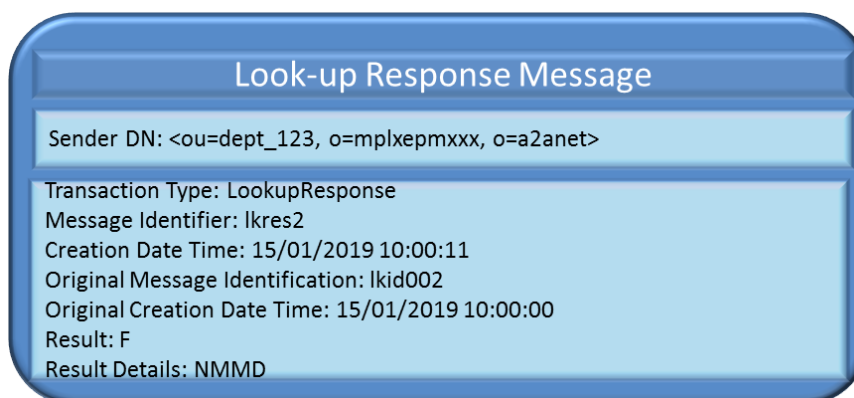 Look-up Response Message
Sender DN: <ou=dept_123, o=mplxepmxxx, o=a2anet>
Transaction Type: LookupResponse
Message Identifier: lkres2
Creation Date Time: 15/01/2019 10:00:11
Original Message Identification: lkid002
Original Creation Date Time: 15/01/2019 10:00:00
Result: F
Result Details: NMMD